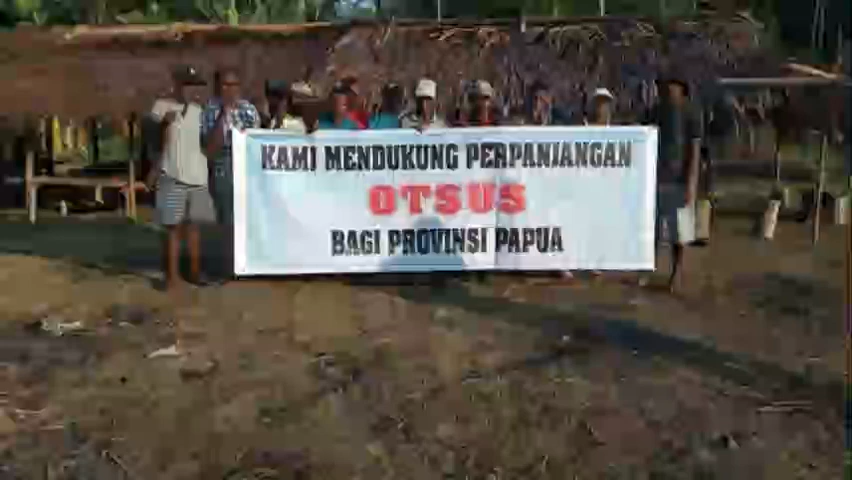 KAMI MENDUKUNG PERPANJANGAN
OTSUS
BAGI PROVINSI PAPUA